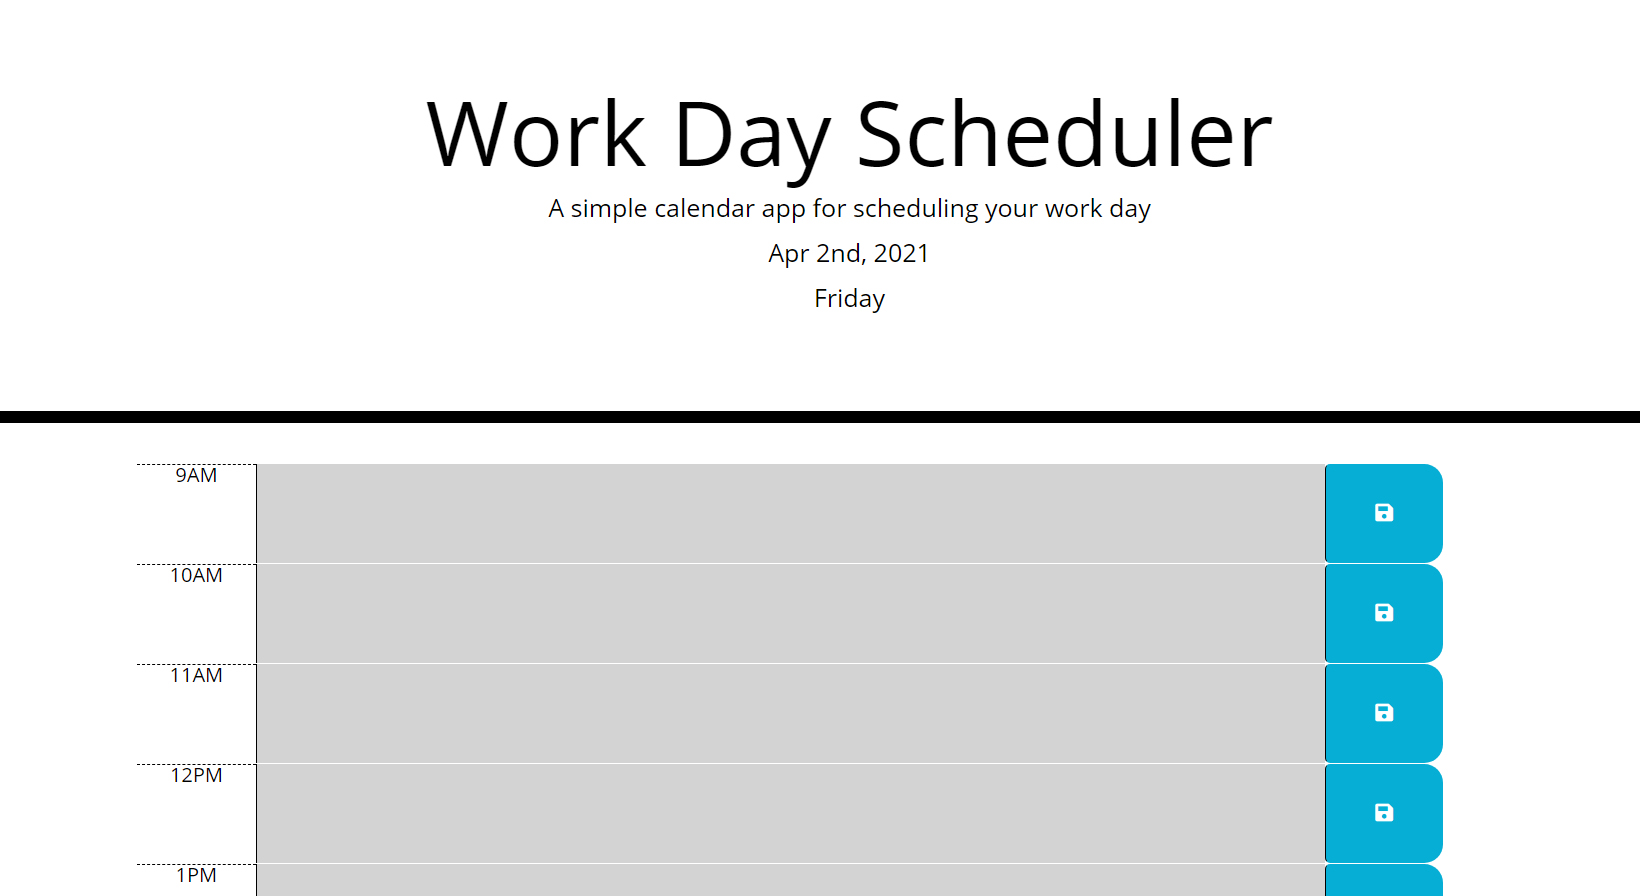 Work Day Scheduler
A simple calendar app for scheduling your work day
Apr 2nd, 2021
Friday
9AM
10AM
11AM
12PM
1PM